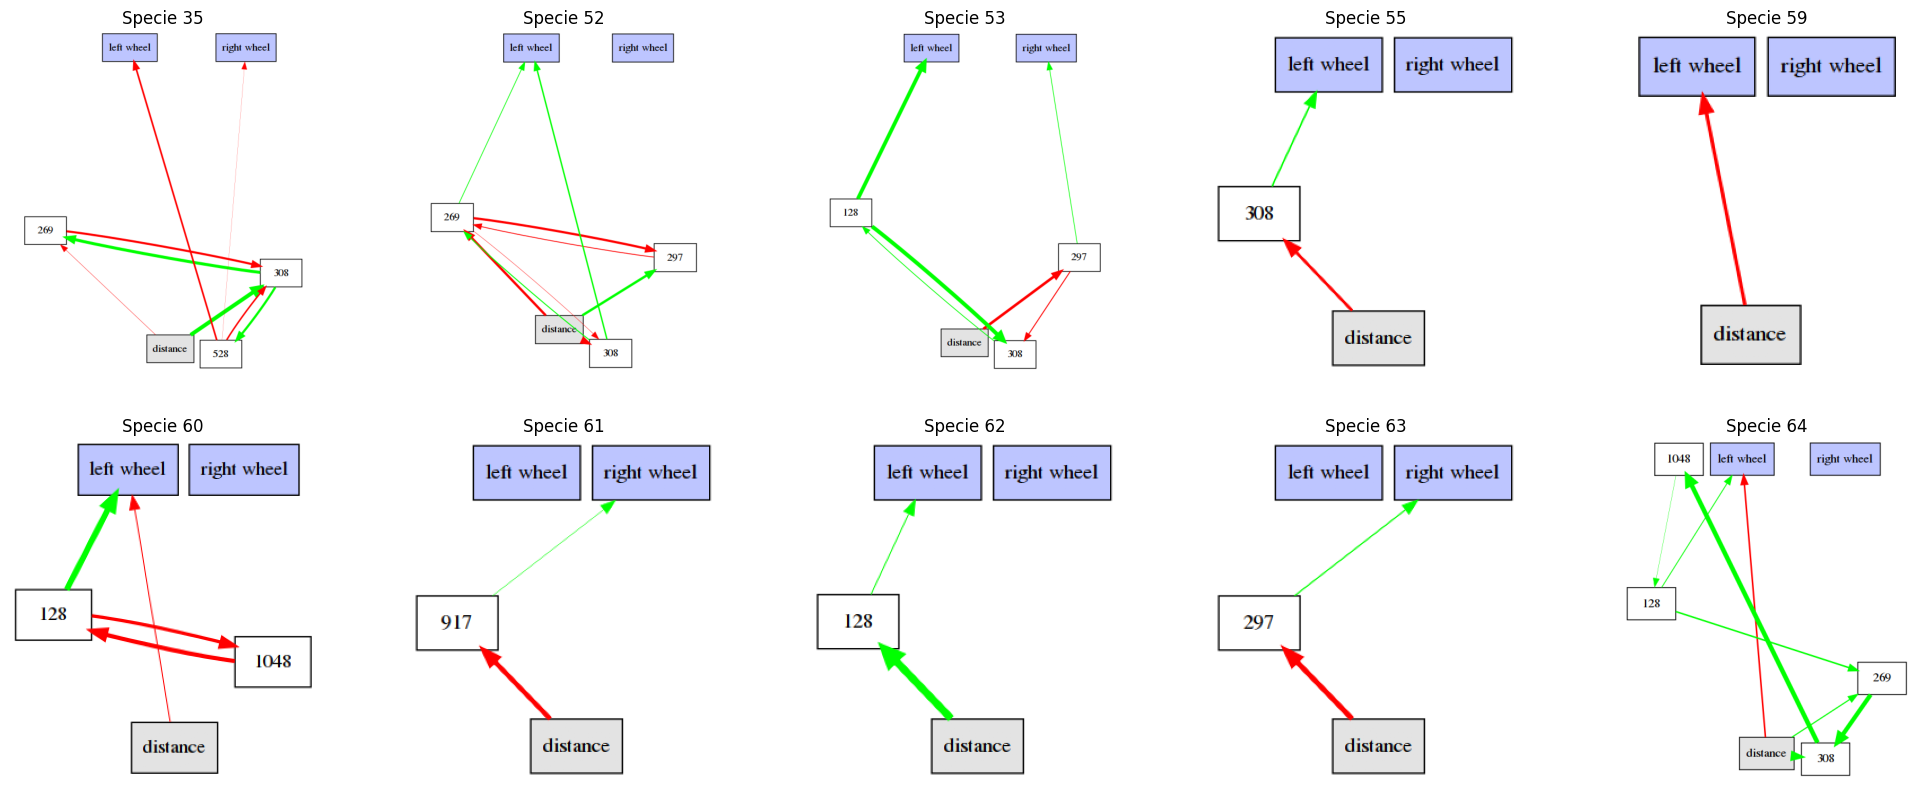 Specie 35
left wheel
right wheel
269
308
distance
528
Specie 52
left wheel
right wheel
269
297
distance
308
Specie 53
left wheel
right wheel
128
297
distance
308
Specie 55
left wheel
right wheel
308
distance
Specie 59
left wheel
right wheel
distance
Specie 60
left wheel
right wheel
128
1048
distance
Specie 61
left wheel
right wheel
917
distance
Specie 62
left wheel
right wheel
128
distance
Specie 63
left wheel
right wheel
297
distance
Specie 64
1048
left wheel
right wheel
128
269
distance
308